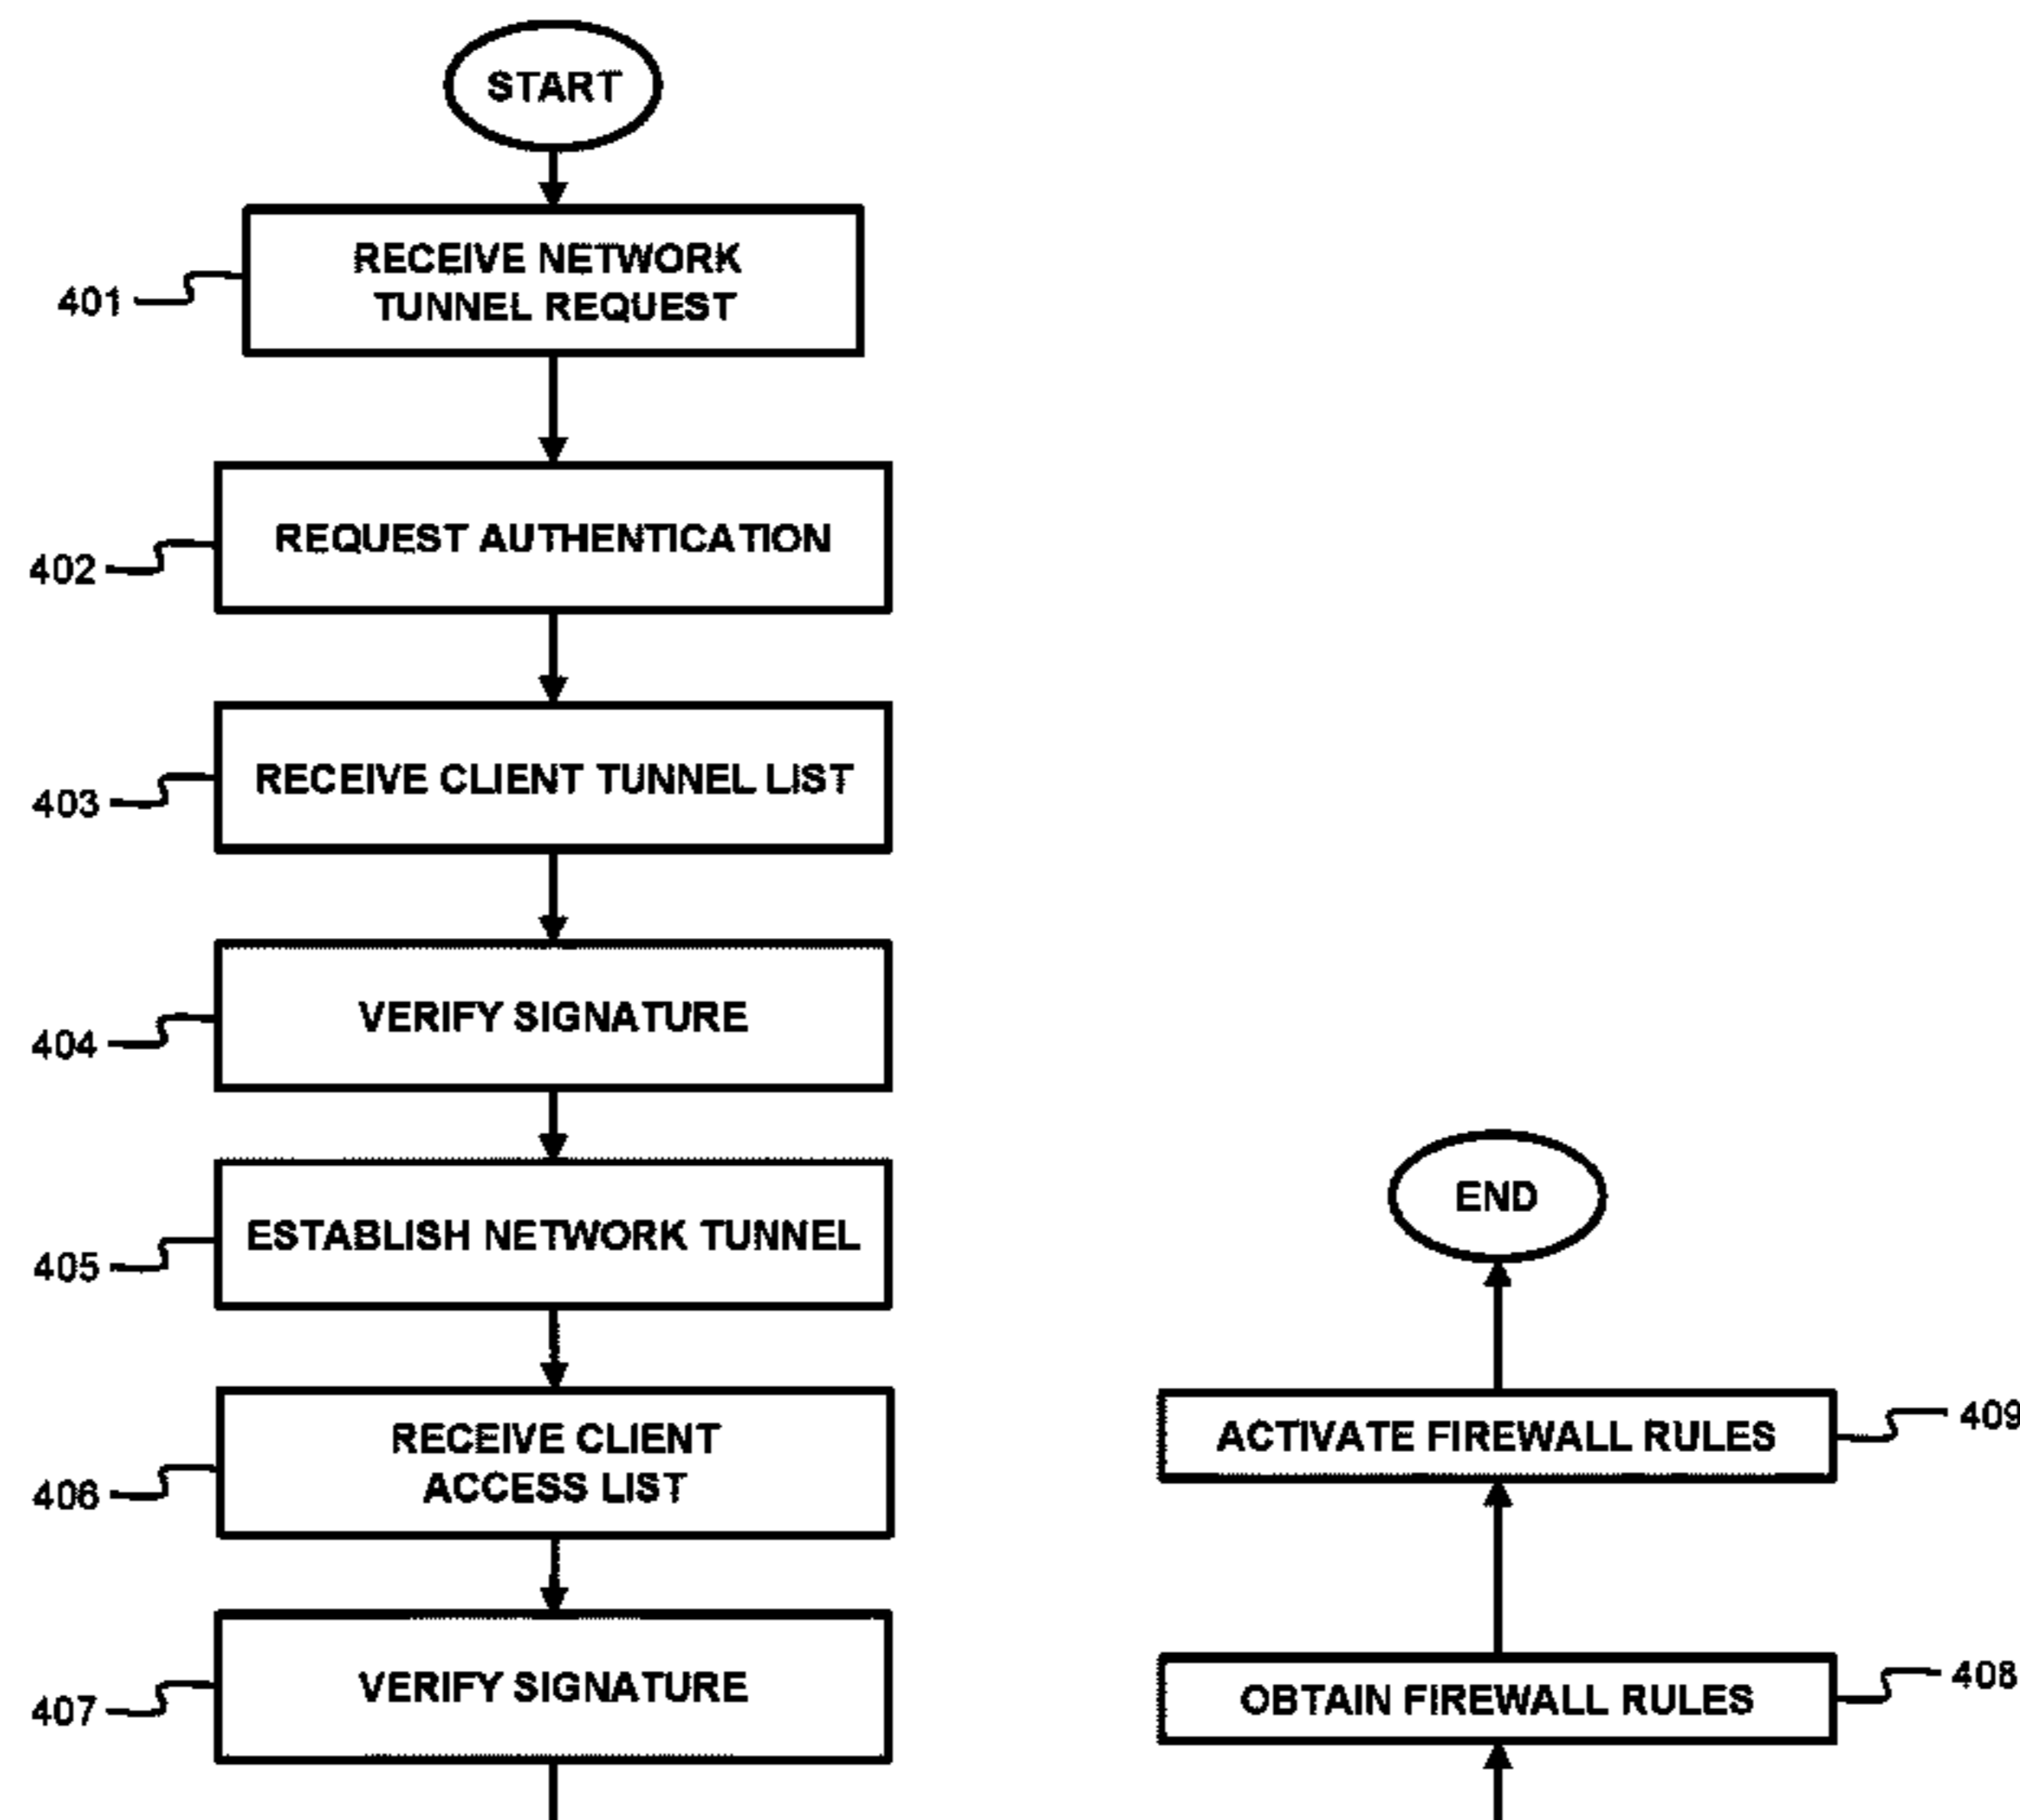 START
RECEIVE NETWORK
TUNNEL REQUEST
401
REQUEST AUTHENTICATION
402
RECEIVE CLIENT TUNNEL LIST
403
VERIFY SIGNATURE
404
ESTABLISH NETWORK TUNNEL
405
RECEIVE CLIENT
ACCESS LIST
406
VERIFY SIGNATURE
407
OBTAIN FIREWALL RULES
408
ACTIVATE FIREWALL RULES
409
END